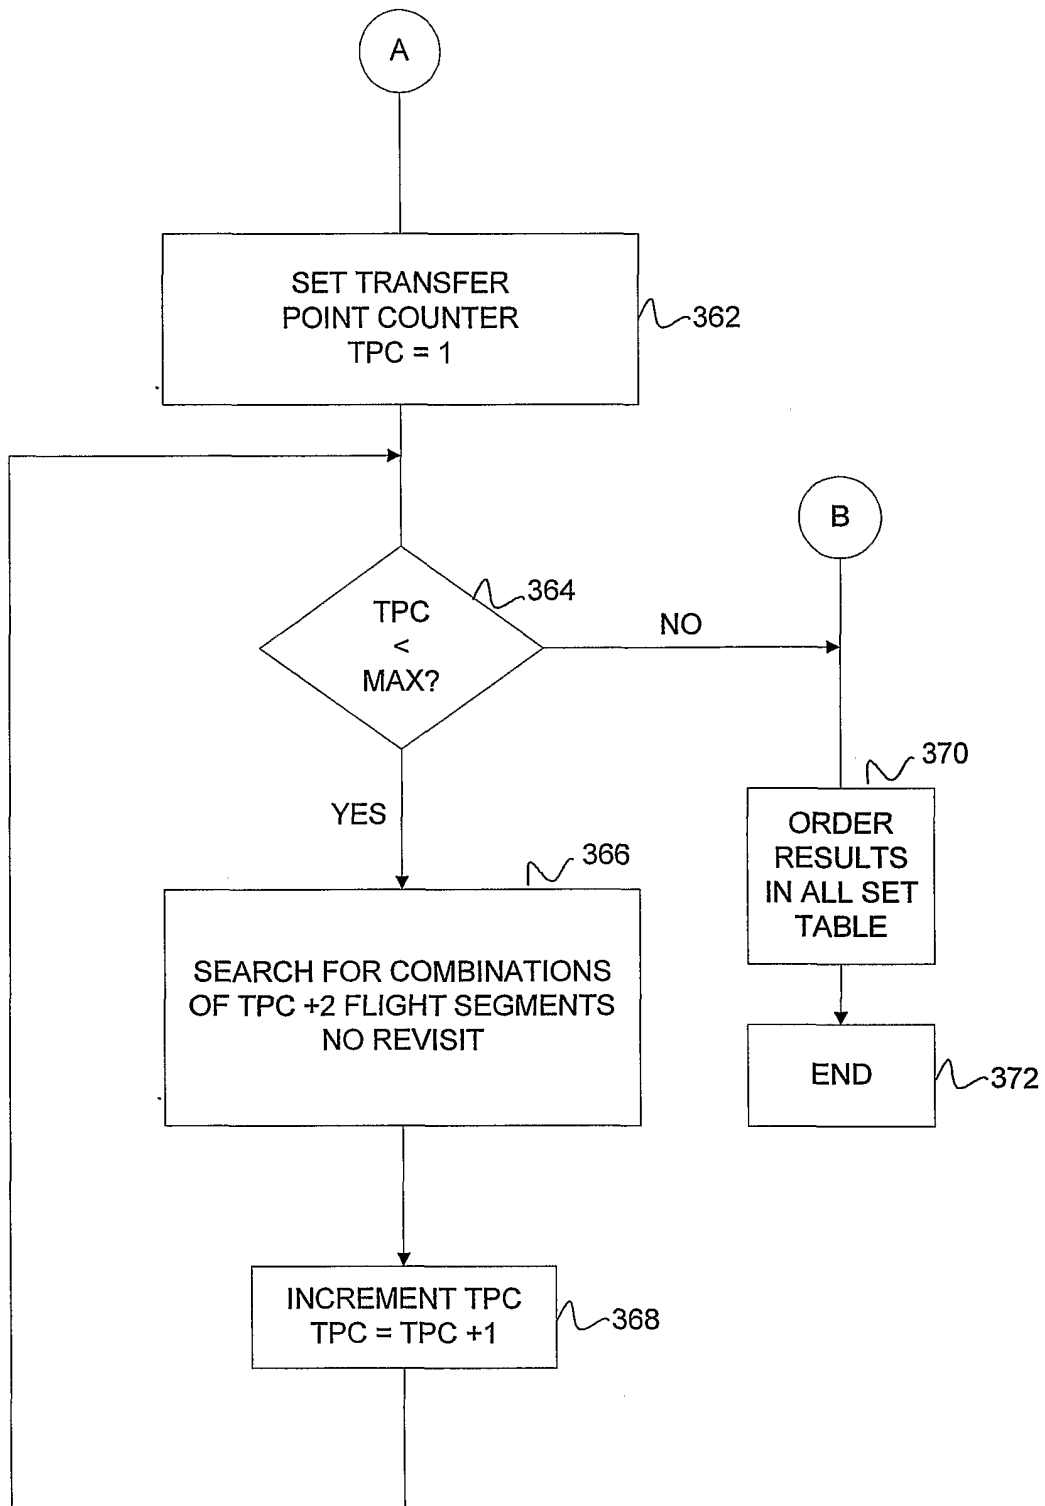 A
SET TRANSFER
POINT COUNTER
TPC = 1
362
B
364
TPC
<
MAX?
NO
YES
370
ORDER
RESULTS
IN ALL SET
TABLE
366
SEARCH FOR COMBINATIONS
OF TPC +2 FLIGHT SEGMENTS
NO REVISIT
END
372
INCREMENT TPC
TPC = TPC +1
368